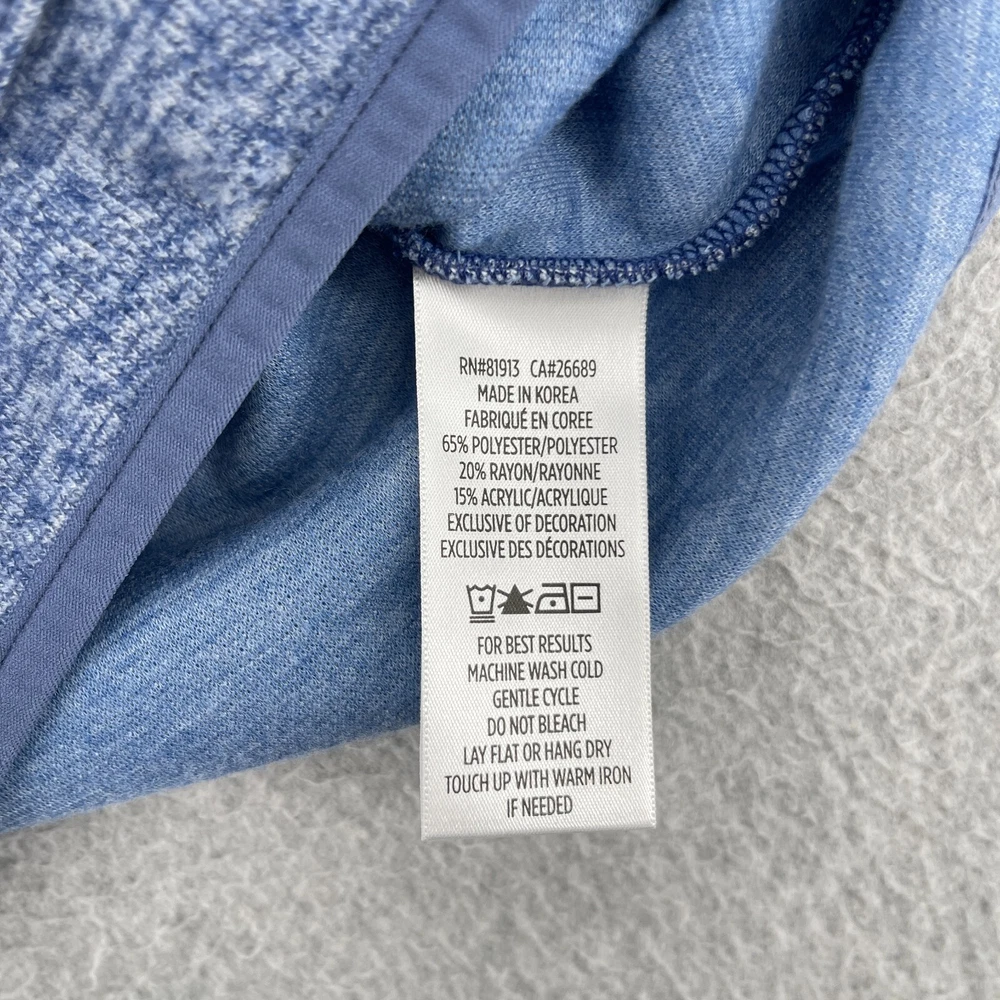 RN#81913 CA#26689
MADE IN KOREA
FABRIQUÉ EN COREE
65% POLYESTER/POLYESTER
20% RAYON/RAYONNE
15% ACRYLIC/ACRYLIQUE
EXCLUSIVE OF DECORATION
EXCLUSIVE DES DÉCORATIONS
FOR BEST RESULTS
MACHINE WASH COLD
GENTLE CYCLE
DO NOT BLEACH
LAY FLAT OR HANG DRY
TOUCH UP WITH WARM IRON
IF NEEDED